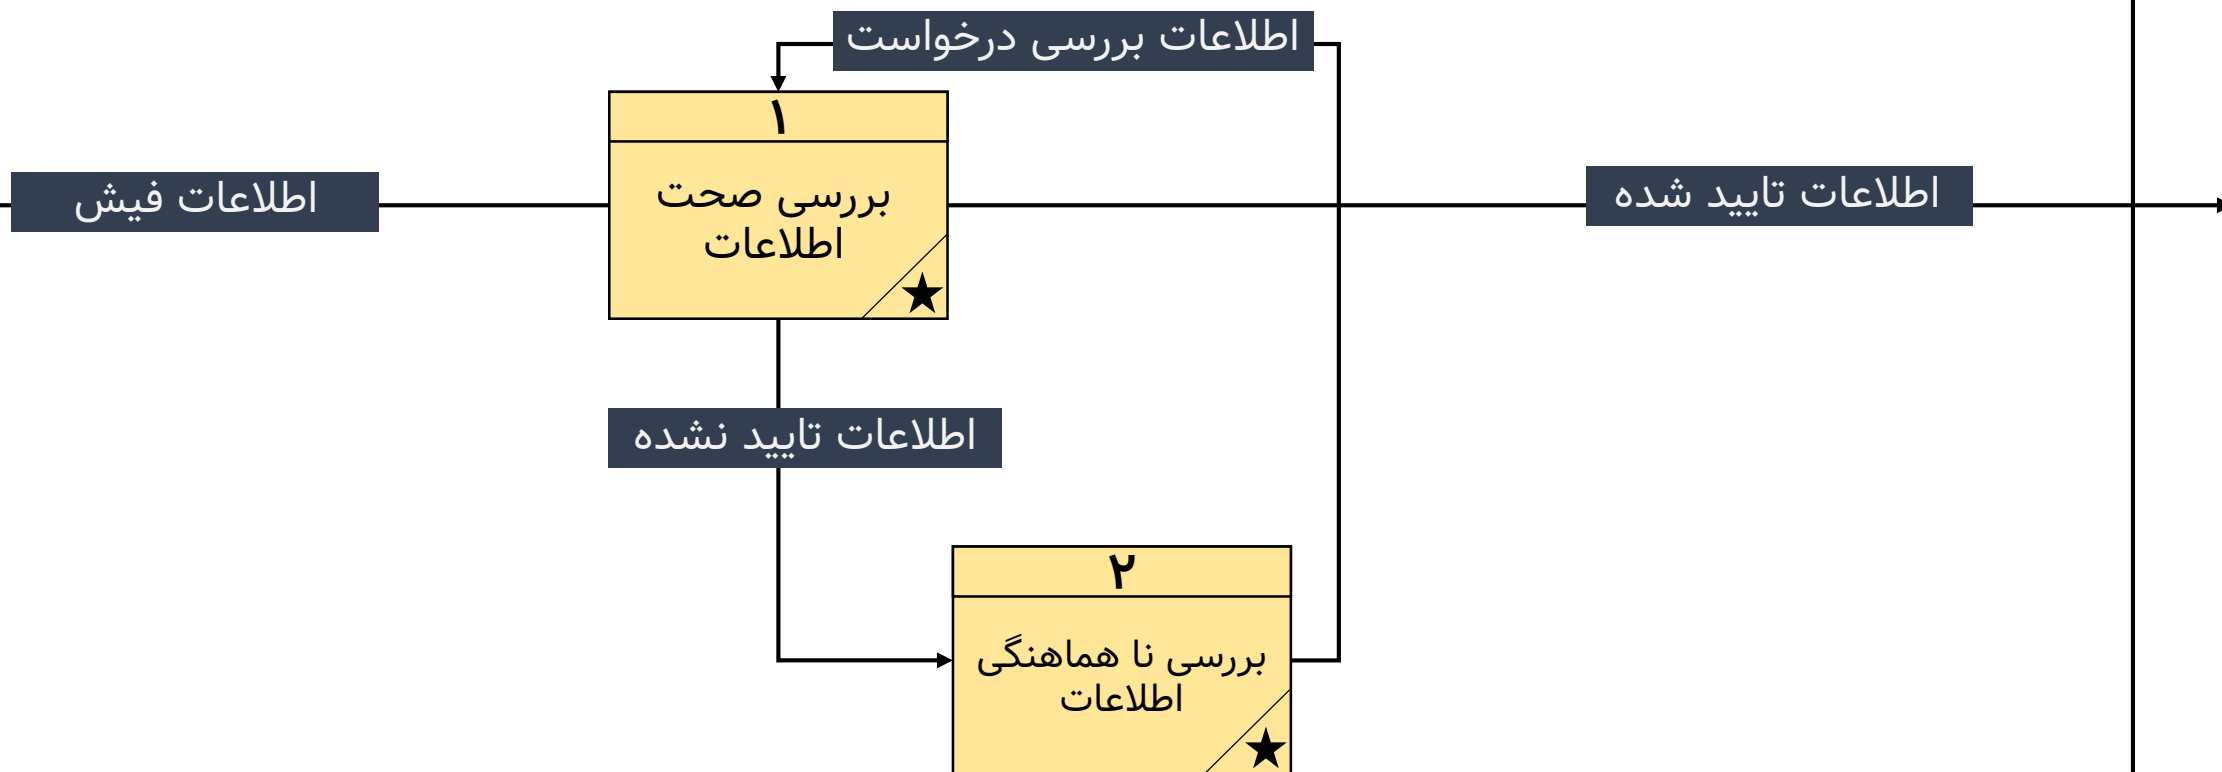 اطلاعات بررسی درخواست
۱
بررسی صحت
اطلاعات
اطلاعات فیش
اطلاعات تایید شده
اطلاعات تایید نشده
۲
بررسی نا هماهنگی
اطلاعات